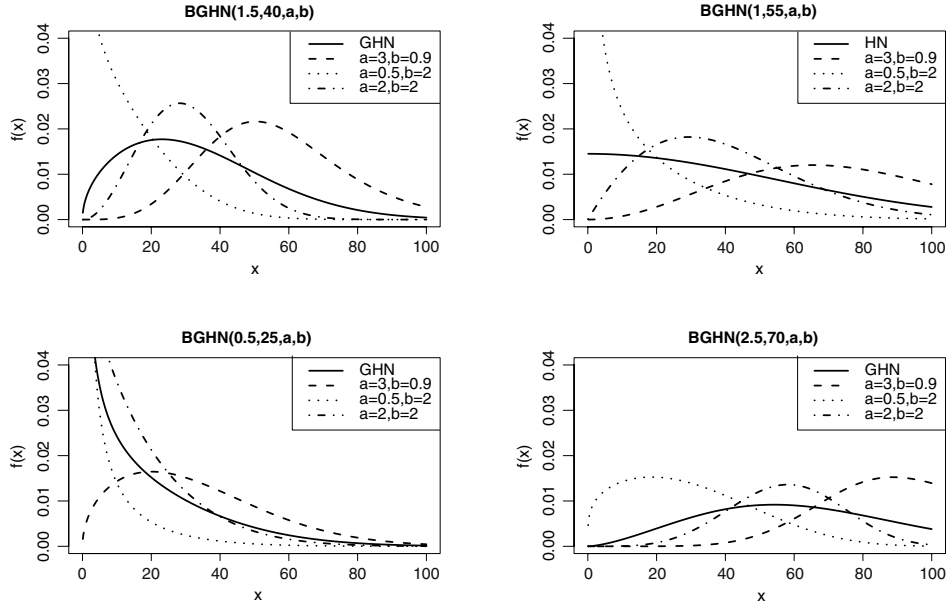 BGHN(1.5,40,a,b)
f(x)
0.00 0.01 0.02 0.03 0.04
GHN
a=3,b=0.9
a=0.5,b=2
a=2,b=2
0 20 40 60 80 100
x
BGHN(1,55,a,b)
f(x)
0.00 0.01 0.02 0.03 0.04
HN
a=3,b=0.9
a=0.5,b=2
a=2,b=2
0 20 40 60 80 100
x
BGHN(0.5,25,a,b)
f(x)
0.00 0.01 0.02 0.03 0.04
GHN
a=3,b=0.9
a=0.5,b=2
a=2,b=2
0 20 40 60 80 100
x
BGHN(2.5,70,a,b)
f(x)
0.00 0.01 0.02 0.03 0.04
GHN
a=3,b=0.9
a=0.5,b=2
a=2,b=2
0 20 40 60 80 100
x